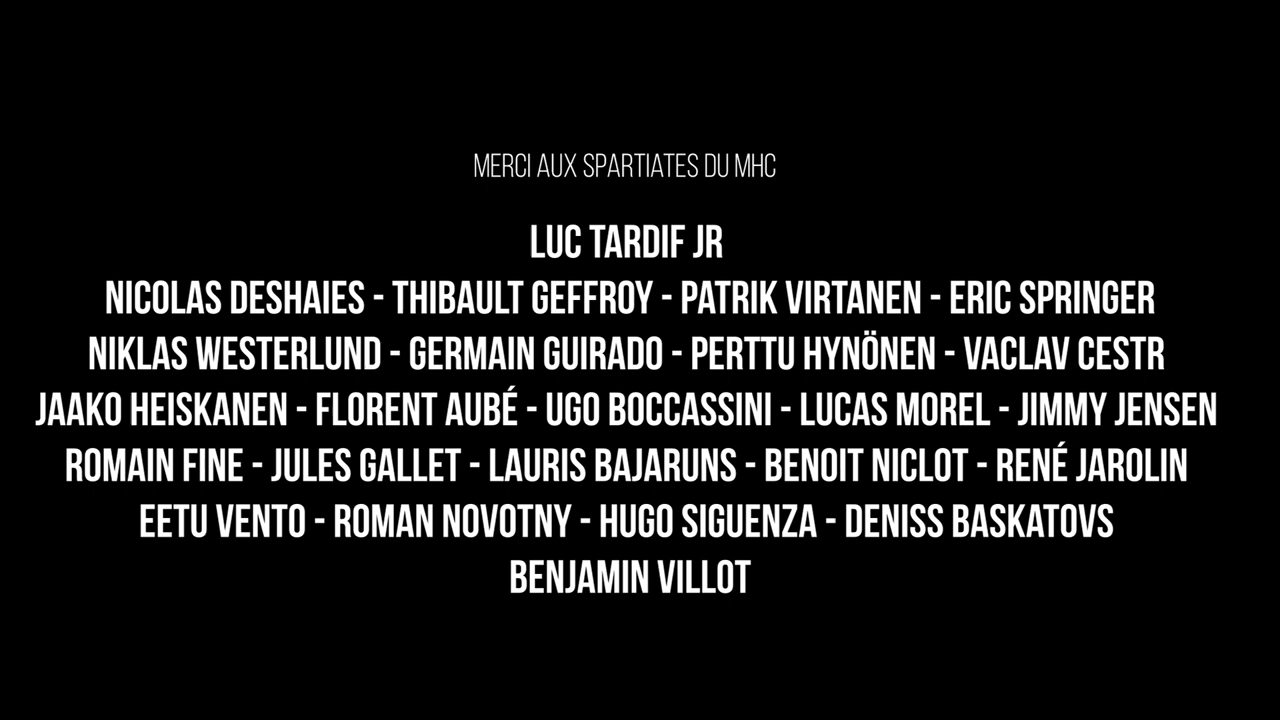 MERCI AUX SPARTIATES DU MHC
LUC TARDIF JR
NICOLAS DESHAIES - THIBAULT GEFFROY - PATRIK VIRTANEN - ERIC SPRINGER
NIKLAS WESTERLUND - GERMAIN GUIRADO - PERTTU HYNÖNEN - VACLAV CESTR
JAAKO HEISKANEN - FLORENT AUBÉ - UGO BOCCASSINI - LUCAS MOREL - JIMMY JENSEN
ROMAIN FINE - JULES GALLET - LAURIS BAJARUNS - BENOIT NICLOT - RENÉ JAROLIN
EETU VENTO - ROMAN NOVOTNY - HUGO SIGUENZA - DENISS BASKATOVS
BENJAMIN VILLOT